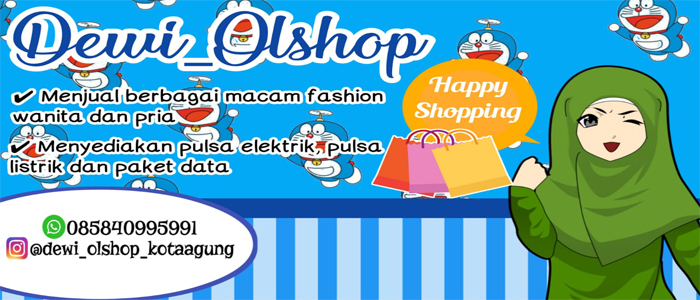 Dewi_Olshop
✔ Menjual berbagai macam fashion
wanita dan pria
✔ Menyediakan pulsa elektrik, pulsa
listrik dan paket data
Happy
Shopping
085840995991
@dewi_olshop_kotaagung